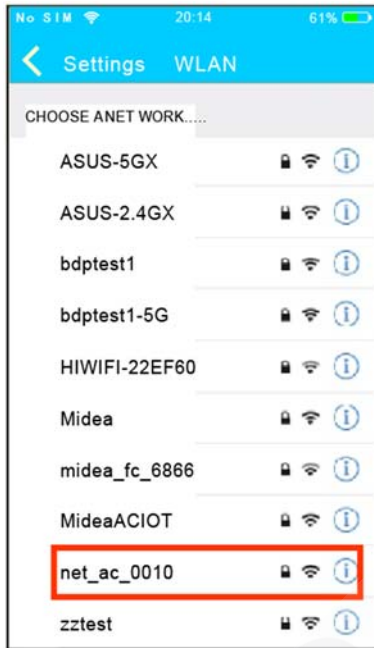 No SIM 20:14 61%
Settings WLAN
CHOOSE ANET WORK.....
ASUS-5GX
ASUS-2.4GX
bdptest1
bdptest1-5G
HIWIFI-22EF60
Midea
midea_fc_6866
MideaACIOT
net_ac_0010
zztest